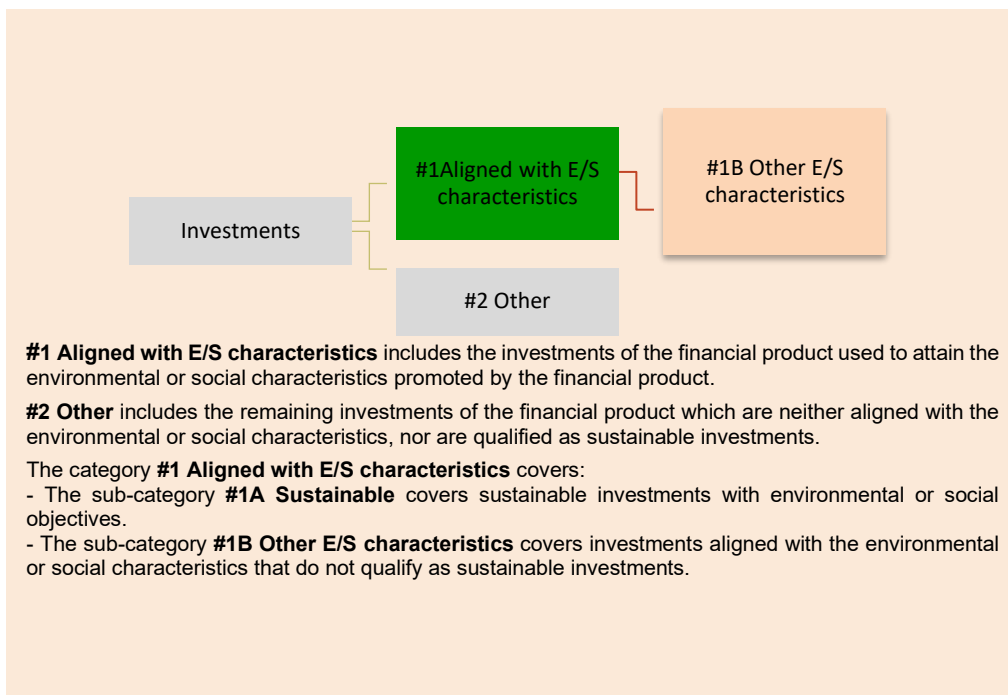 #1Aligned with E/S
characteristics
#1B Other E/S
characteristics
Investments
#2 Other
#1 Aligned with E/S characteristics includes the investments of the financial product used to attain the
environmental or social characteristics promoted by the financial product.
#2 Other includes the remaining investments of the financial product which are neither aligned with the
environmental or social characteristics, nor are qualified as sustainable investments.
The category #1 Aligned with E/S characteristics covers:
- The sub-category #1A Sustainable covers sustainable investments with environmental or social
objectives.
- The sub-category #1B Other E/S characteristics covers investments aligned with the environmental
or social characteristics that do not qualify as sustainable investments.